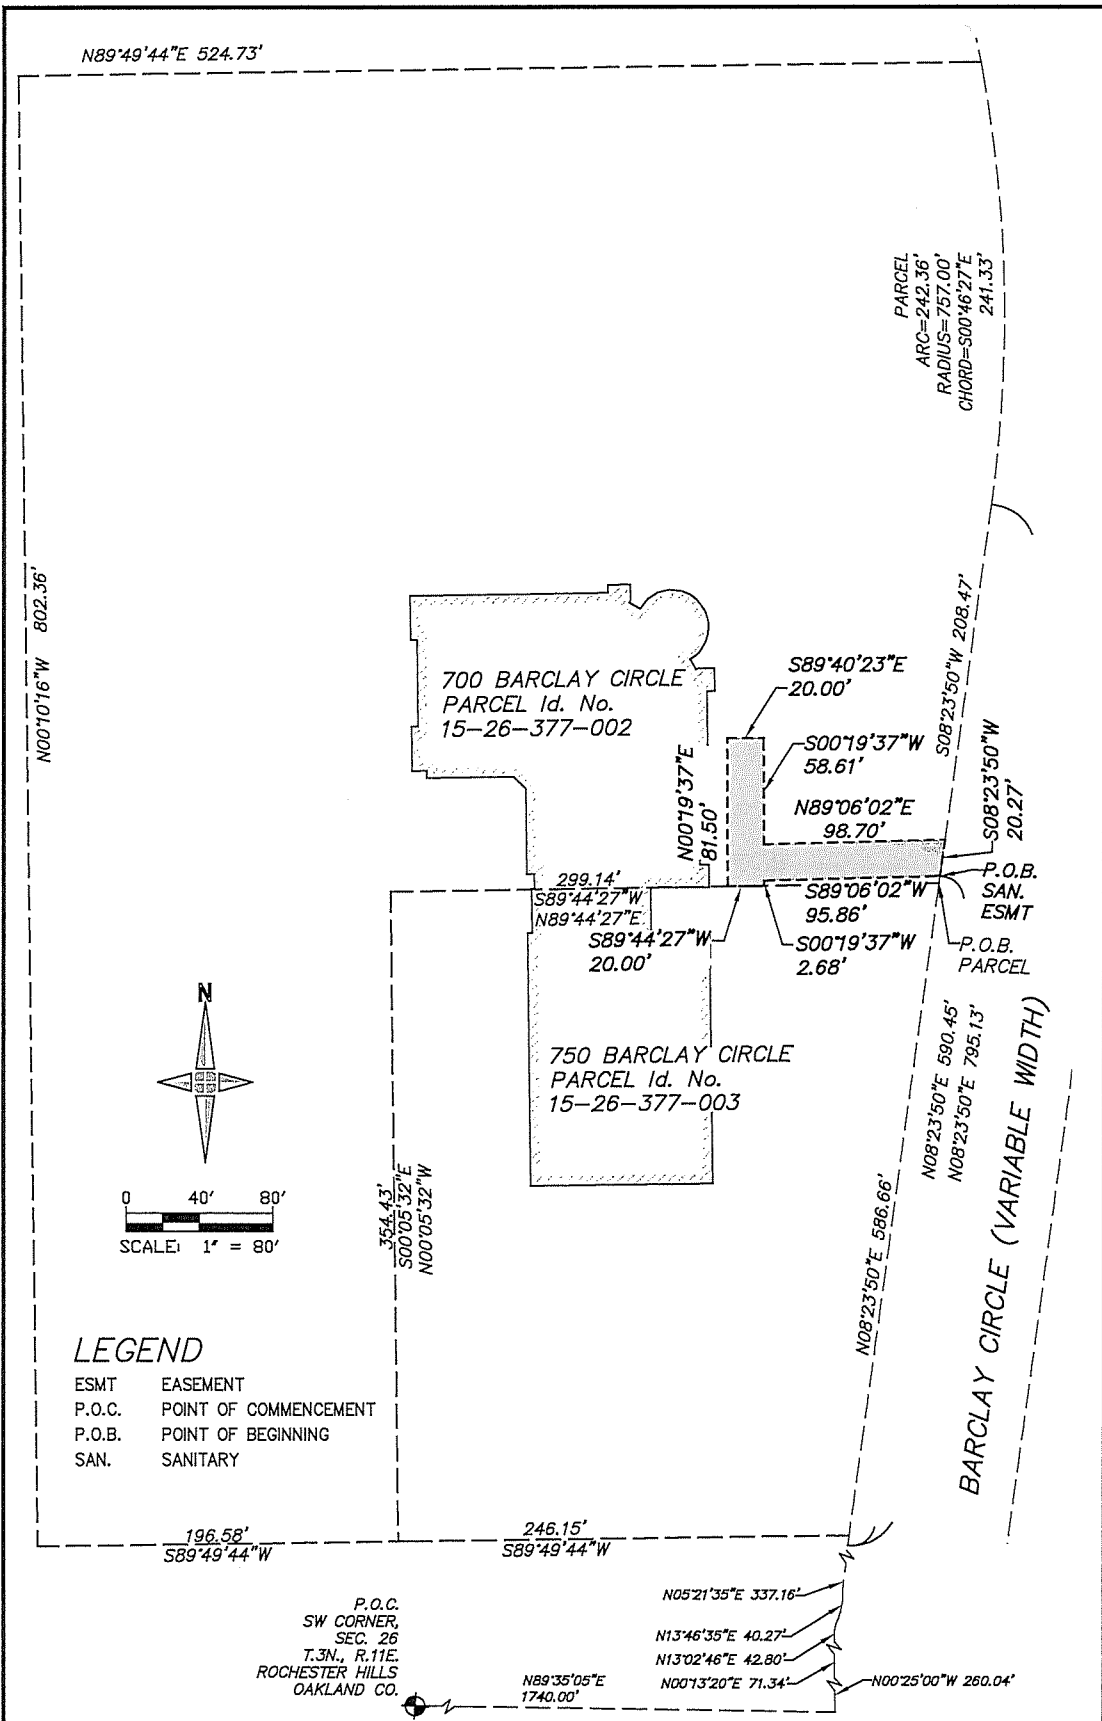 N89°49'44"E 524.73'
PARCEL
ARC=242.36'
RADIUS=757.00'
CHORD=S00°46'27"E
241.33'
N00°10'16"W 802.36'
S08°23'50"W 208.47'
700 BARCLAY CIRCLE
PARCEL Id. No.
15-26-377-002
S89°40'23"E
20.00'
S00°19'37"W
58.61'
N00°19'37"E
81.50'
N89°06'02"E
98.70'
S08°23'50"W
20.27'
P.O.B.
SAN.
ESMT
299.14'
S89°44'27"W
N89°44'27"E
S89°06'02"W
95.86'
S89°44'27"W
20.00'
S00°19'37"W
2.68'
P.O.B.
PARCEL
N
750 BARCLAY CIRCLE
PARCEL Id. No.
15-26-377-003
N08°23'50"E 590.45'
N08°23'50"E 795.13'
BARCLAY CIRCLE (VARIABLE WIDTH)
354.43'
S00°05'32"E
N00°05'32"W
0 40' 80'
SCALE: 1" = 80'
N08°23'50"E 586.66'
LEGEND
ESMT EASEMENT
P.O.C. POINT OF COMMENCEMENT
P.O.B. POINT OF BEGINNING
SAN. SANITARY
196.58'
S89°49'44"W
246.15'
S89°49'44"W
P.O.C.
SW CORNER,
SEC. 26
T.3N., R.11E.
ROCHESTER HILLS
OAKLAND CO.
N05°21'35"E 337.16'
N13°46'35"E 40.27'
N13°02'46"E 42.80'
N00°13'20"E 71.34'
N00°25'00"W 260.04'
N89°35'05"E
1740.00'